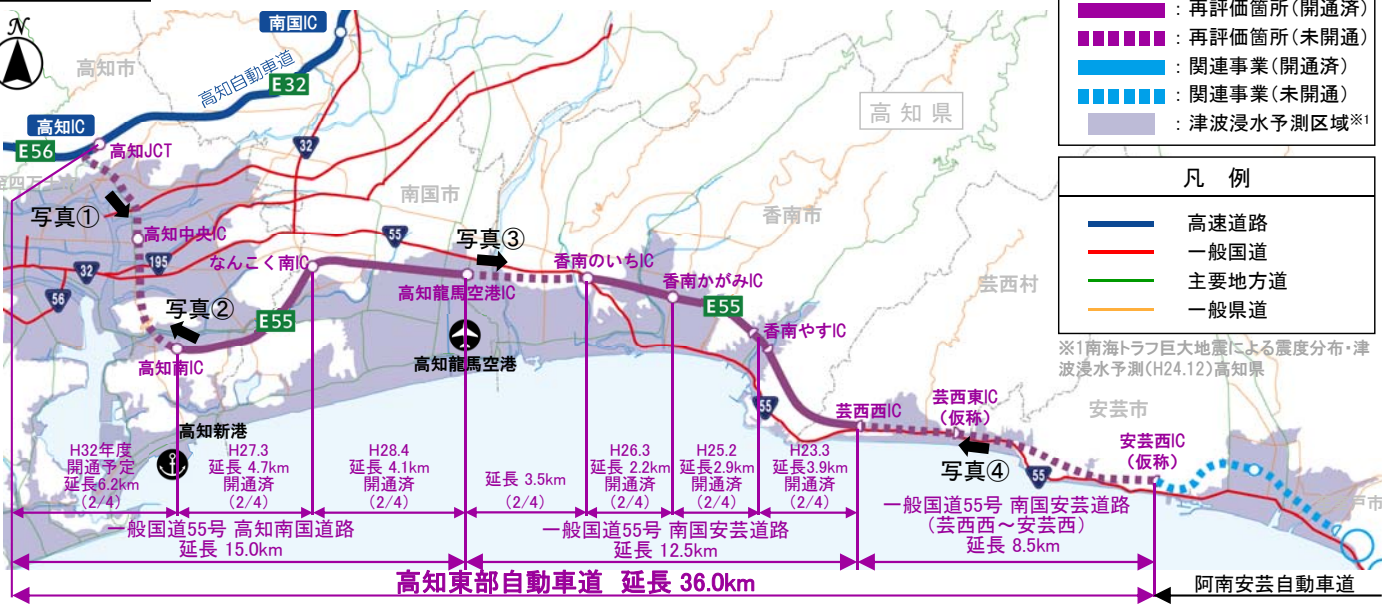 N
南国IC
高知市
高知自動車道
E32
高知IC
E56
高知JCT
高知県
32
南国市
香南市
写真①
高知中央IC
195
32
56
なんこく南IC
55
写真③
香南のいちIC
高知龍馬空港IC
香南かがみIC
E55
芸西村
写真②
E55
香南やすIC
高知南IC
高知龍馬空港
55
芸西西IC
芸西東IC
(仮称)
安芸市
安芸西IC
(仮称)
写真④
55
高知新港
H32年度
開通予定
延長6.2km
(2/4)
H27.3
延長 4.7km
開通済
(2/4)
H28.4
延長 4.1km
開通済
(2/4)
延長 3.5km
(2/4)
H26.3
延長 2.2km
開通済
(2/4)
H25.2
延長2.9km
開通済
(2/4)
H23.3
延長3.9km
開通済
(2/4)
一般国道55号 高知南国道路
延長 15.0km
一般国道55号 南国安芸道路
延長 12.5km
一般国道55号 南国安芸道路
(芸西西~安芸西)
延長 8.5km
高知東部自動車道 延長 36.0km
阿南安芸自動車道
:再評価箇所(開通済)
:再評価箇所(未開通)
:関連事業(開通済)
:関連事業(未開通)
:津波浸水予測区域※1
凡 例
高速道路
一般国道
主要地方道
一般県道
※1南海トラフ巨大地震による震度分布・津
波浸水予測(H24.12)高知県